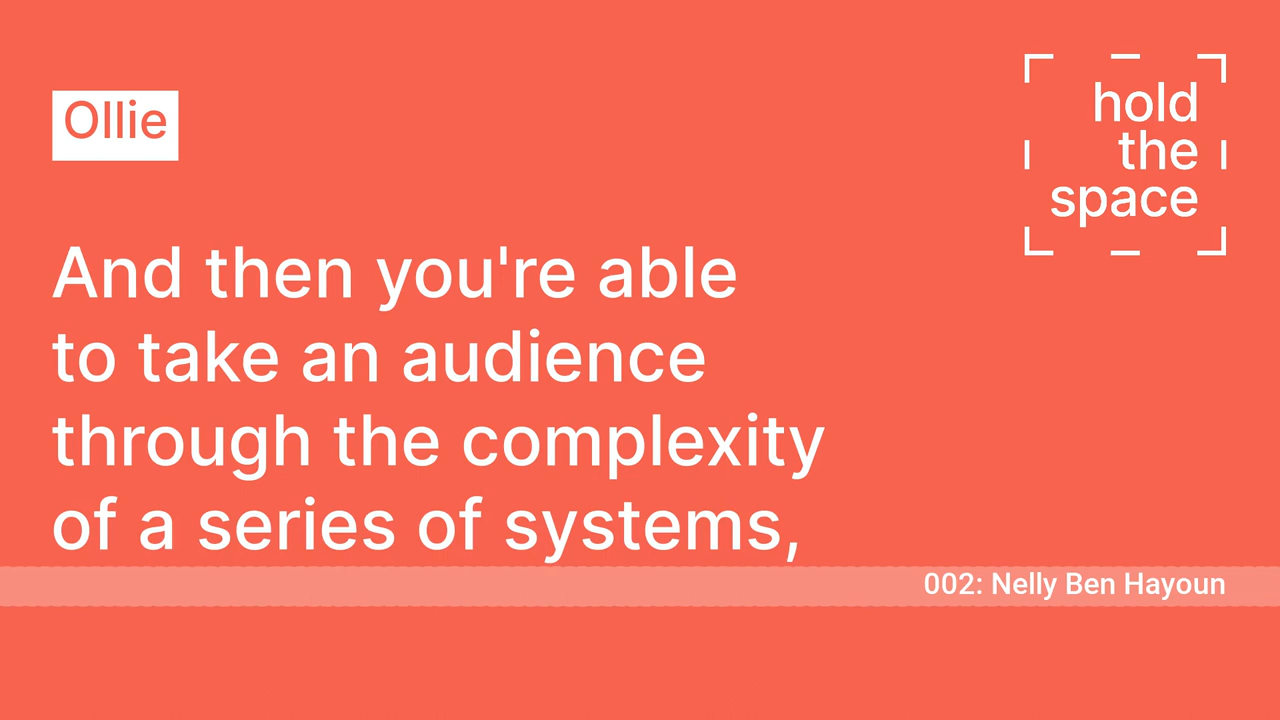 Ollie
hold
the
space
And then you're able
to take an audience
through the complexity
of a series of systems,
002: Nelly Ben Hayoun